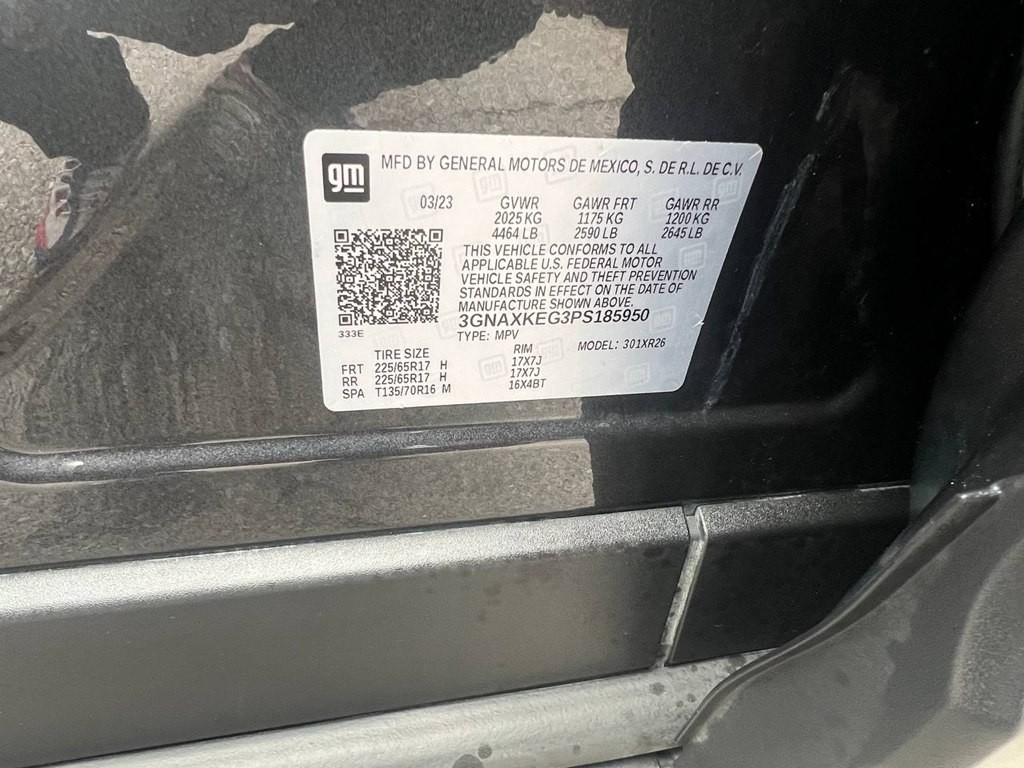 gm
MFD BY GENERAL MOTORS DE MEXICO, S. DE R.L. DE C.V.
03/23 GVWR GAWR FRT GAWR RR
2025 KG 1175 KG 1200 KG
4464 LB 2590 LB 2645 LB
THIS VEHICLE CONFORMS TO ALL
APPLICABLE U.S. FEDERAL MOTOR
VEHICLE SAFETY AND THEFT PREVENTION
STANDARDS IN EFFECT ON THE DATE OF
MANUFACTURE SHOWN ABOVE.
3GNAXKEG3PS185950
333E
TYPE: MPV MODEL: 301XR26
TIRE SIZE RIM
FRT 225/65R17 H 17X7J
RR 225/65R17 H 17X7J
SPA T135/70R16 M 16X4BT